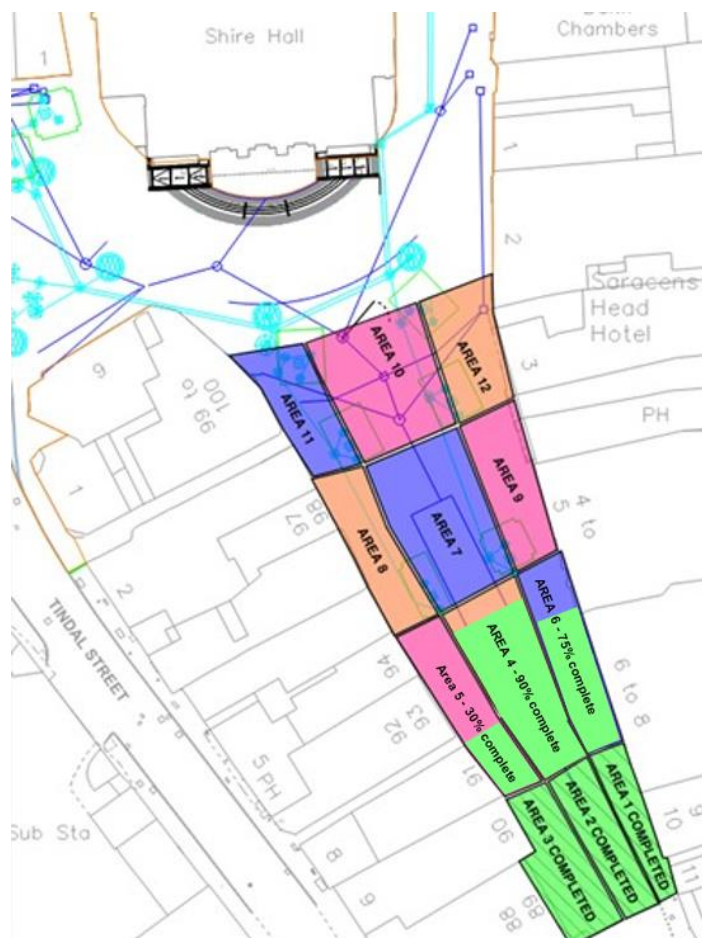 Shire Hall
Bank
Chambers
1
1
2
Saracens
Head
Hotel
3
PH
4 to
5
6
99 to
100
98
97
1
2
TINDAL STREET
AREA 10
AREA 12
AREA 11
AREA 9
AREA 7
AREA 8
AREA 6 - 75% complete
AREA 4 - 90% complete
Area 5 - 30% complete
94
93
92
91
6 to 8
5 PH
Sub Sta
90
8
9
AREA 1 COMPLETED
AREA 2 COMPLETED
AREA 3 COMPLETED
9
10
11
89
88